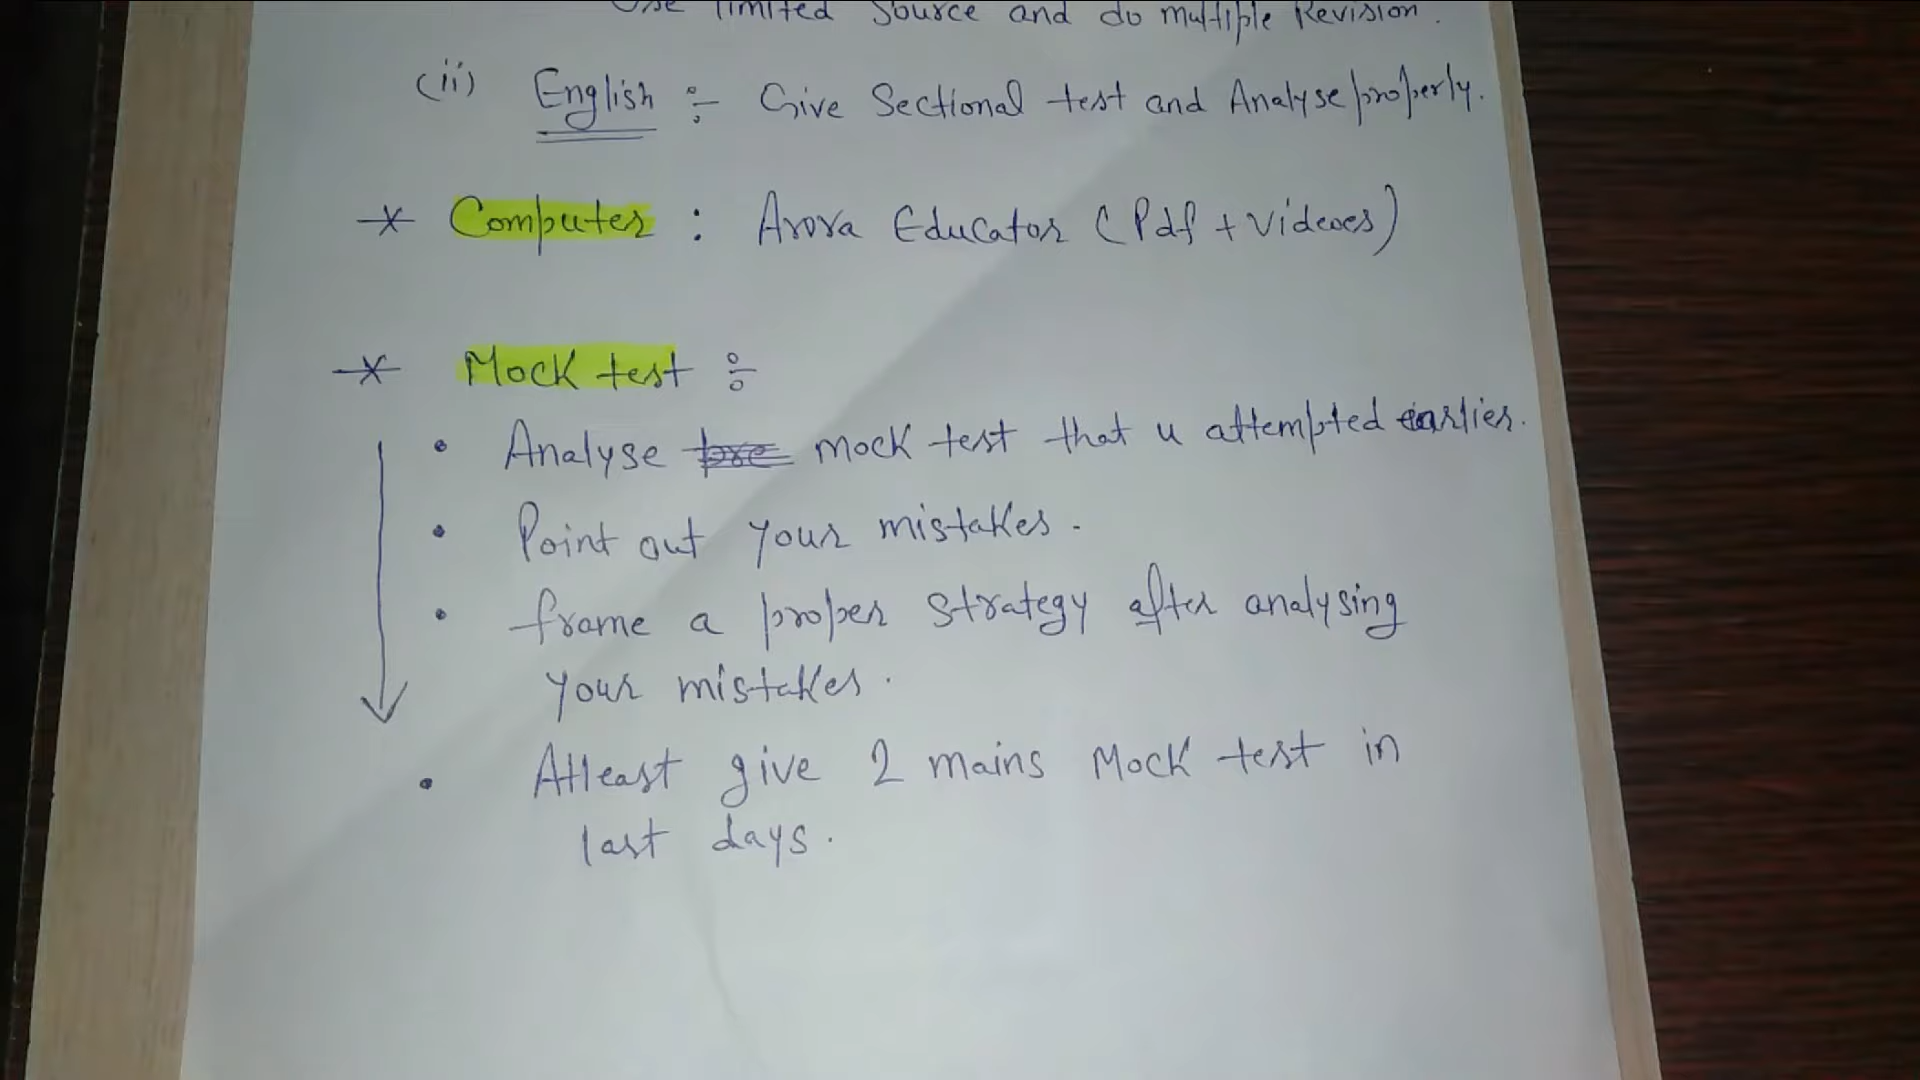 Use limited Source and do multiple Revision.
(ii) English :- Give Sectional test and Analyse properly.
* Computer : Arora Educator (Pdf + Videoes)
* Mock test :-
• Analyse mock test that u attempted earlier.
• Point out your mistakes.
• frame a proper strategy after analysing
your mistakes.
• Atleast give 2 mains Mock test in
last days.